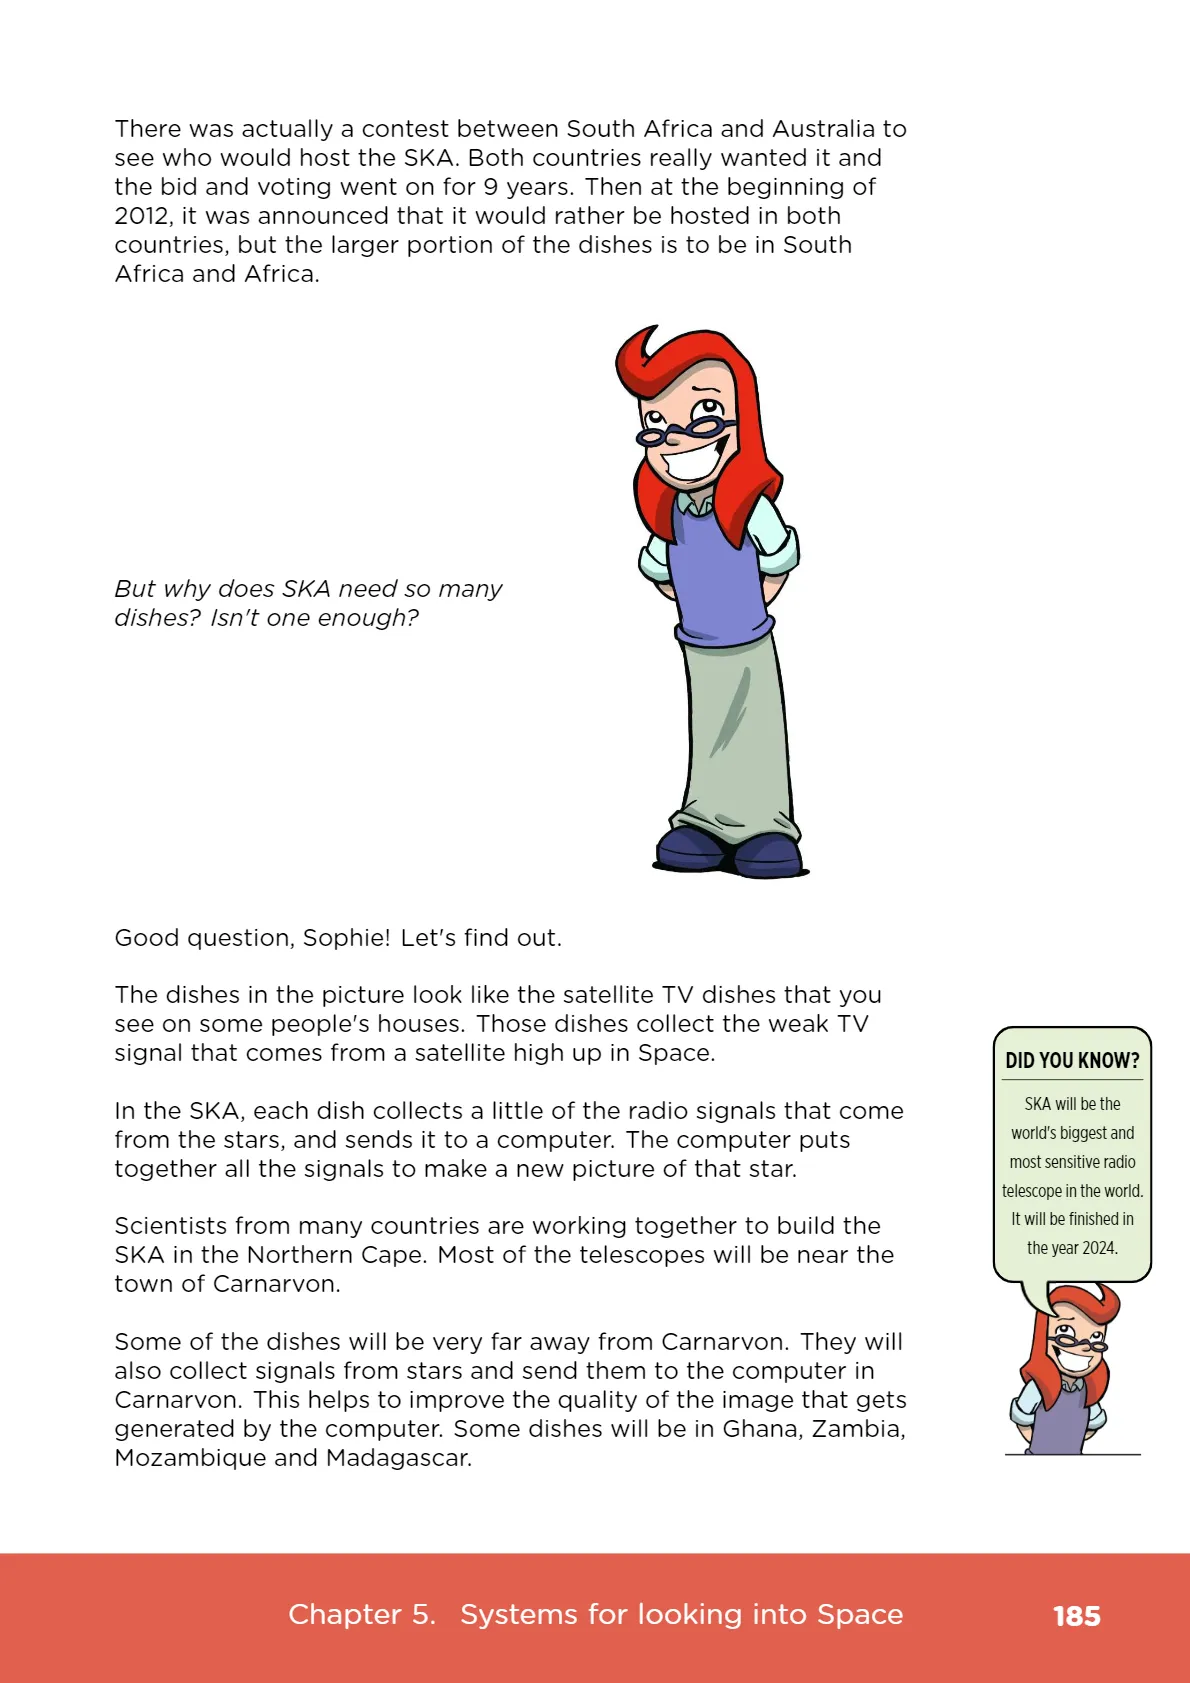 There was actually a contest between South Africa and Australia to
see who would host the SKA. Both countries really wanted it and
the bid and voting went on for 9 years. Then at the beginning of
2012, it was announced that it would rather be hosted in both
countries, but the larger portion of the dishes is to be in South
Africa and Africa.
But why does SKA need so many
dishes? Isn't one enough?
Good question, Sophie! Let's find out.
The dishes in the picture look like the satellite TV dishes that you
see on some people's houses. Those dishes collect the weak TV
signal that comes from a satellite high up in Space.
In the SKA, each dish collects a little of the radio signals that come
from the stars, and sends it to a computer. The computer puts
together all the signals to make a new picture of that star.
Scientists from many countries are working together to build the
SKA in the Northern Cape. Most of the telescopes will be near the
town of Carnarvon.
Some of the dishes will be very far away from Carnarvon. They will
also collect signals from stars and send them to the computer in
Carnarvon. This helps to improve the quality of the image that gets
generated by the computer. Some dishes will be in Ghana, Zambia,
Mozambique and Madagascar.
DID YOU KNOW?
SKA will be the
world's biggest and
most sensitive radio
telescope in the world.
It will be finished in
the year 2024.
Chapter 5. Systems for looking into Space
185